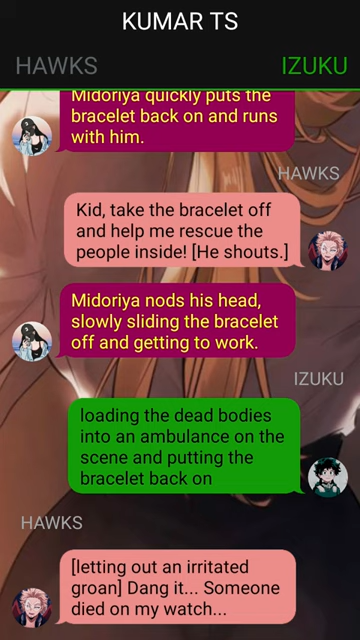 KUMAR TS
HAWKS
IZUKU
Midoriya quickly puts the
bracelet back on and runs
with him.
HAWKS
Kid, take the bracelet off
and help me rescue the
people inside! [He shouts.]
Midoriya nods his head,
slowly sliding the bracelet
off and getting to work.
IZUKU
loading the dead bodies
into an ambulance on the
scene and putting the
bracelet back on
HAWKS
[letting out an irritated
groan] Dang it... Someone
died on my watch...